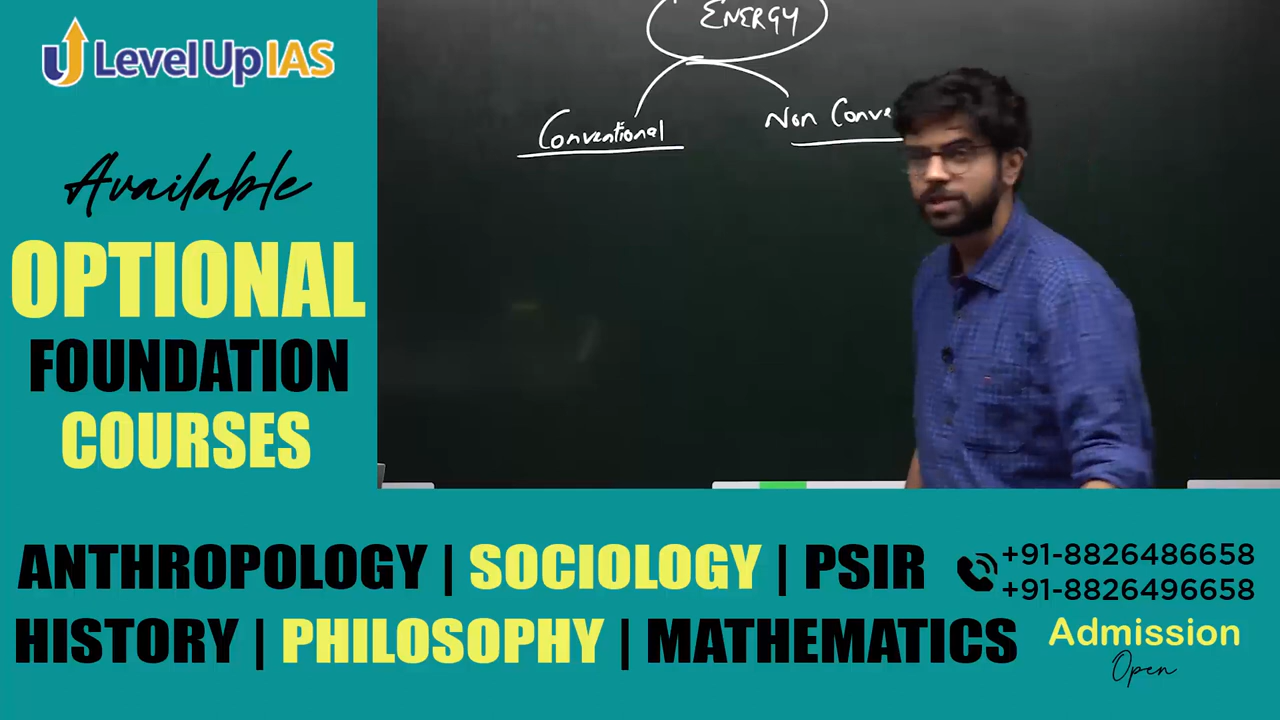 Level Up IAS
Available
OPTIONAL
FOUNDATION
COURSES
ENERGY
Conventional
Non Conve
ANTHROPOLOGY | SOCIOLOGY | PSIR
HISTORY | PHILOSOPHY | MATHEMATICS
+91-8826486658
+91-8826496658
Admission
Open